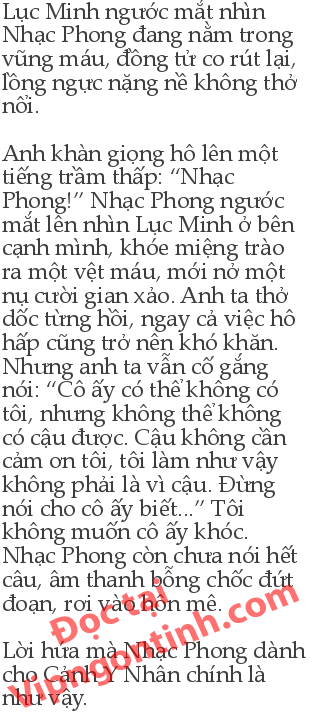 Lục Minh ngước mắt nhìn
Nhạc Phong đang nằm trong
vũng máu, đồng tử co rút lại,
lồng ngực nặng nề không thở
nổi.

Anh khàn giọng hô lên một
tiếng trầm thấp: “Nhạc
Phong!” Nhạc Phong ngước
mắt lên nhìn Lục Minh ở bên
cạnh mình, khóe miệng trào
ra một vệt máu, mới nở một
nụ cười gian xảo. Anh ta thở
dốc từng hồi, ngay cả việc hô
hấp cũng trở nên khó khăn.
Nhưng anh ta vẫn cố gắng
nói: “Cô ấy có thể không có
tôi, nhưng không thể không
có cậu được. Cậu không cần
cảm ơn tôi, tôi làm như vậy
không phải là vì cậu. Đừng
nói cho cô ấy biết...” Tôi
không muốn cô ấy khóc.
Nhạc Phong còn chưa nói hết
câu, âm thanh bỗng chốc đứt
đoạn, rơi vào hôn mê.

Lời hứa mà Nhạc Phong dành
cho Cảnh Y Nhân chính là
như vậy.
Đọc tại
Vipngontinh.com